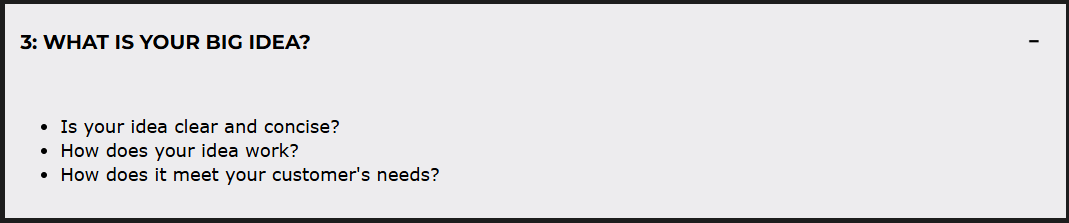 3: WHAT IS YOUR BIG IDEA?
–
• Is your idea clear and concise?
• How does your idea work?
• How does it meet your customer's needs?